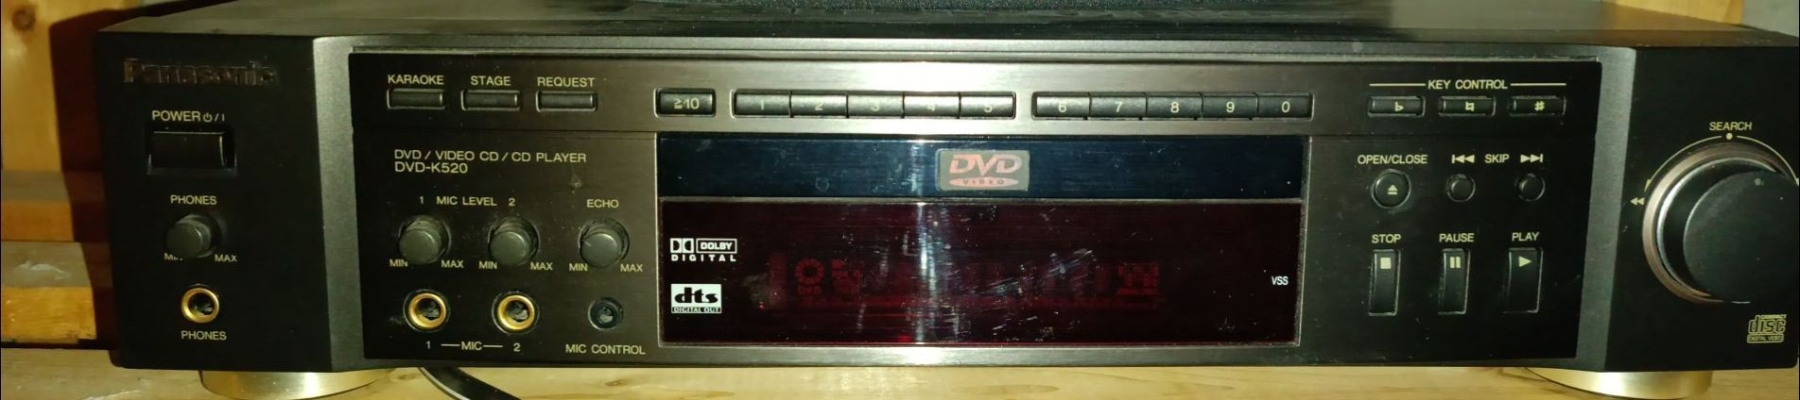 Panasonic
POWER ⏻/I
PHONES
MIN MAX
PHONES
KARAOKE STAGE REQUEST
≥10 1 2 3 4 5 6 7 8 9 0
KEY CONTROL
♭ ♮ ♯
DVD / VIDEO CD / CD PLAYER
DVD-K520
1 MIC LEVEL 2 ECHO
MIN MAX MIN MAX MIN MAX
1 MIC 2 MIC CONTROL
DVD
VIDEO
DOLBY
DIGITAL
dts
DIGITAL OUT
VSS
OPEN/CLOSE SKIP
STOP PAUSE PLAY
SEARCH
disc
DIGITAL VIDEO